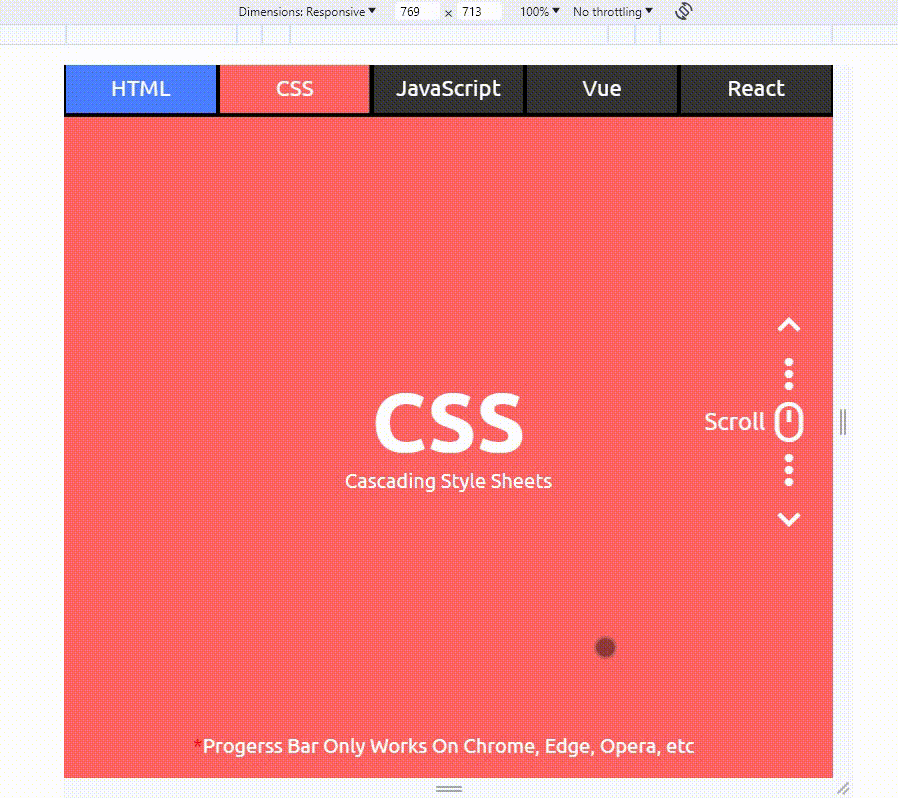 Dimensions: Responsive 769 x 713 100% No throttling
HTML CSS JavaScript Vue React
CSS
Scroll
Cascading Style Sheets
*Progerss Bar Only Works On Chrome, Edge, Opera, etc